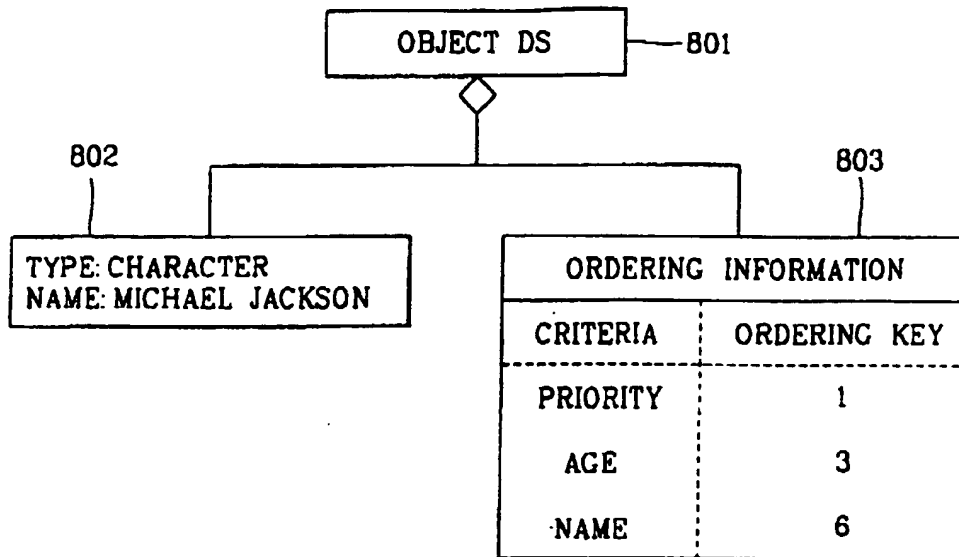 OBJECT DS
801
802
803
TYPE: CHARACTER
NAME: MICHAEL JACKSON
ORDERING INFORMATION
CRITERIA ORDERING KEY
PRIORITY 1
AGE 3
NAME 6